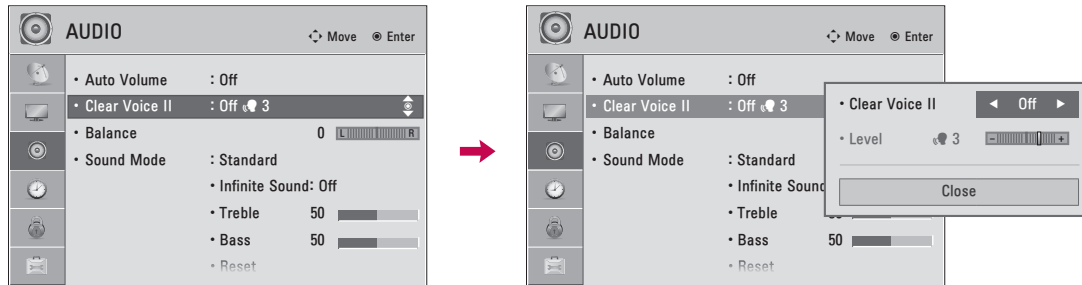 AUDIO Move Enter
• Auto Volume : Off
• Clear Voice II : Off 3
• Balance 0 L R
• Sound Mode : Standard
• Infinite Sound: Off
• Treble 50
• Bass 50
• Reset
AUDIO Move Enter
• Auto Volume : Off
• Clear Voice II : Off 3
• Balance
• Sound Mode : Standard
• Infinite Sound
• Treble
• Bass 50
• Reset
• Clear Voice II ◄ Off ►
• Level 3 - +
Close